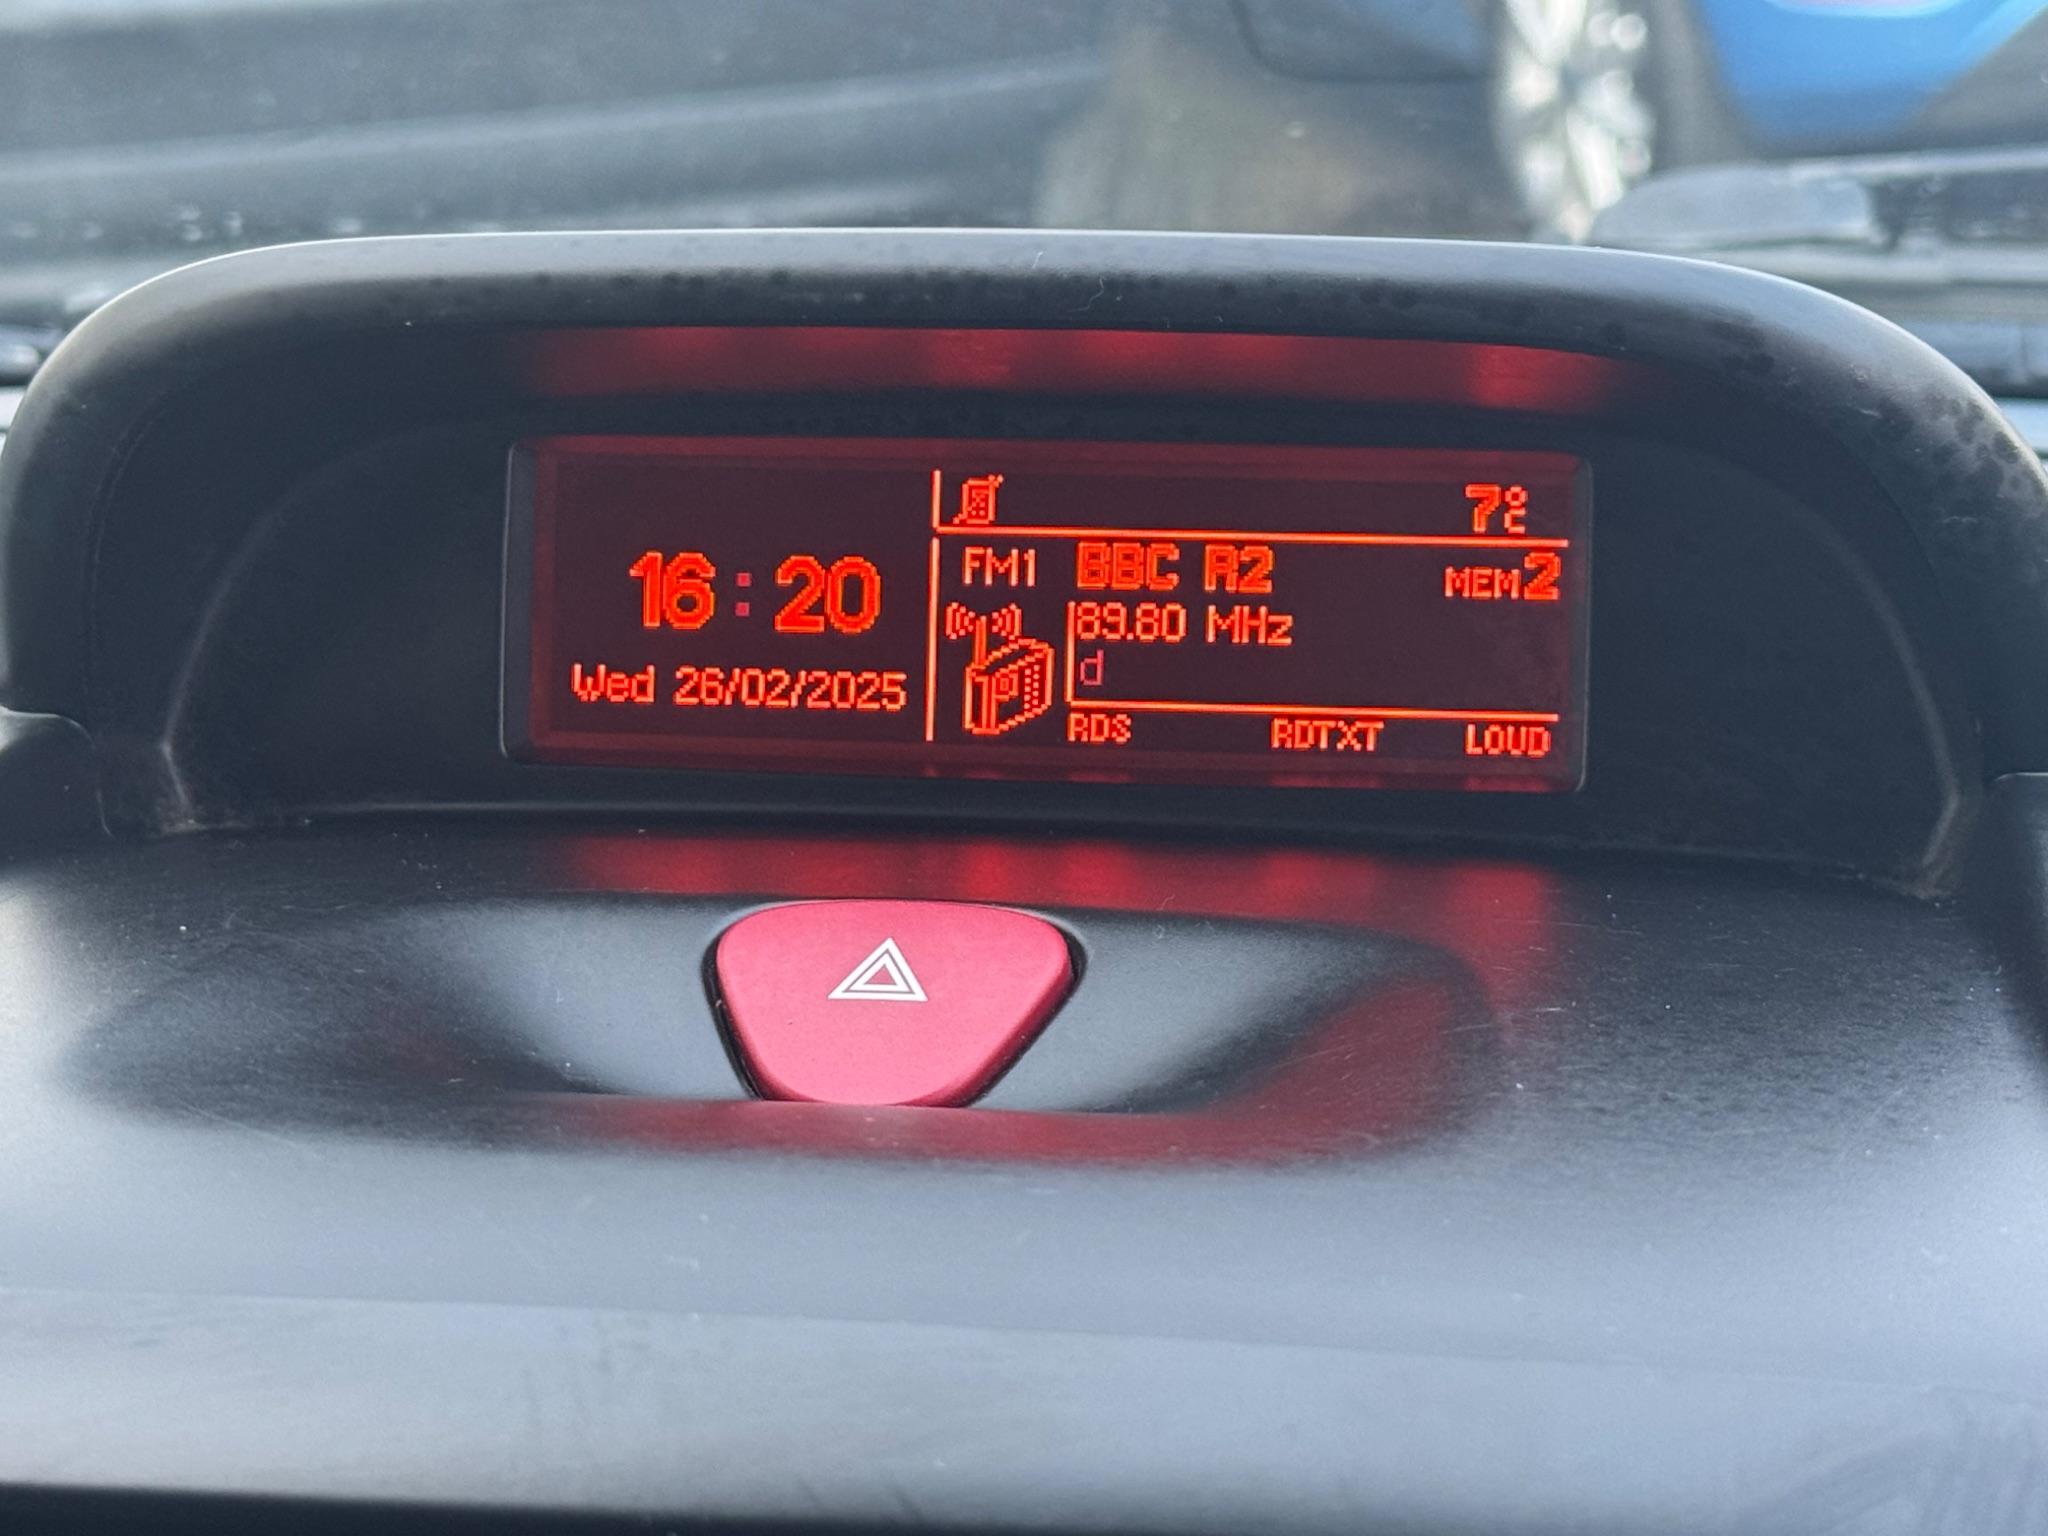 7°C
16:20
FM1 BBC R2 MEM2
89.80 MHz
d
Wed 26/02/2025
RDS RDTXT LOUD